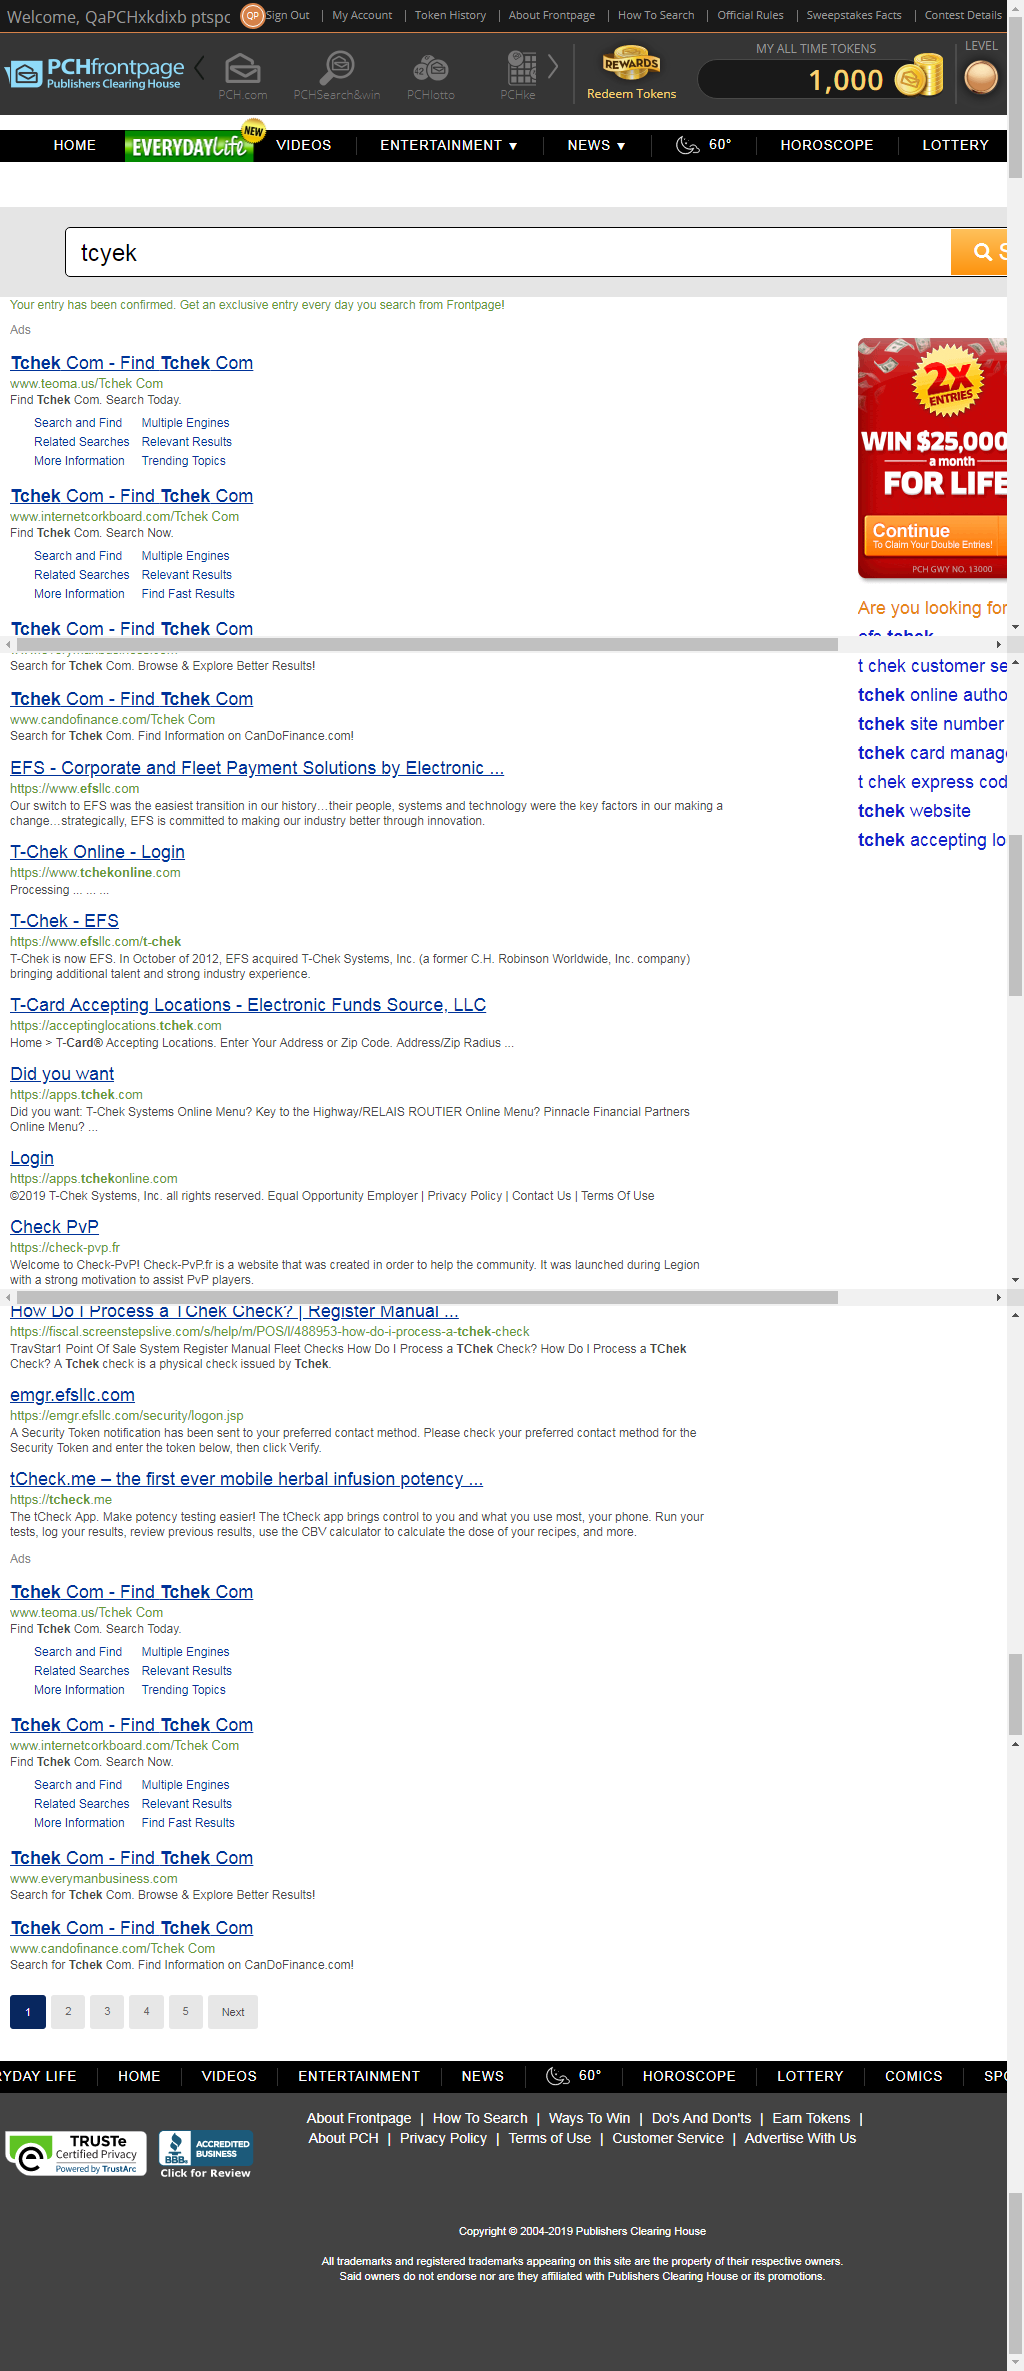 Welcome, QaPCHxkdixb ptspc QP Sign Out | My Account | Token History | About Frontpage | How To Search | Official Rules | Sweepstakes Facts | Contest Details
PCHfrontpage
Publishers Clearing House
PCH.com PCHSearch&win PCHlotto PCHke
REWARDS
Redeem Tokens
MY ALL TIME TOKENS
1,000
LEVEL
HOME EVERYDAY Life NEW VIDEOS ENTERTAINMENT ▼ NEWS ▼ 60° HOROSCOPE LOTTERY
tcyek
S
Your entry has been confirmed. Get an exclusive entry every day you search from Frontpage!
Ads
Tchek Com - Find Tchek Com
www.teoma.us/Tchek Com
Find Tchek Com. Search Today.
Search and Find Multiple Engines
Related Searches Relevant Results
More Information Trending Topics
Tchek Com - Find Tchek Com
www.internetcorkboard.com/Tchek Com
Find Tchek Com. Search Now.
Search and Find Multiple Engines
Related Searches Relevant Results
More Information Find Fast Results
Tchek Com - Find Tchek Com
2X
ENTRIES
WIN $25,000
a month
FOR LIFE
Continue
To Claim Your Double Entries!
PCH GWY NO. 13000
Are you looking for
efs tchek
t chek customer se
tchek online autho
tchek site number
tchek card manag
t chek express cod
tchek website
tchek accepting lo
Search for Tchek Com. Browse & Explore Better Results!
Tchek Com - Find Tchek Com
www.candofinance.com/Tchek Com
Search for Tchek Com. Find Information on CanDoFinance.com!
EFS - Corporate and Fleet Payment Solutions by Electronic ...
https://www.efsllc.com
Our switch to EFS was the easiest transition in our history…their people, systems and technology were the key factors in our making a
change…strategically, EFS is committed to making our industry better through innovation.
T-Chek Online - Login
https://www.tchekonline.com
Processing ... ... ...
T-Chek - EFS
https://www.efsllc.com/t-chek
T-Chek is now EFS. In October of 2012, EFS acquired T-Chek Systems, Inc. (a former C.H. Robinson Worldwide, Inc. company)
bringing additional talent and strong industry experience.
T-Card Accepting Locations - Electronic Funds Source, LLC
https://acceptinglocations.tchek.com
Home > T-Card® Accepting Locations. Enter Your Address or Zip Code. Address/Zip Radius ...
Did you want
https://apps.tchek.com
Did you want: T-Chek Systems Online Menu? Key to the Highway/RELAIS ROUTIER Online Menu? Pinnacle Financial Partners
Online Menu? ...
Login
https://apps.tchekonline.com
©2019 T-Chek Systems, Inc. all rights reserved. Equal Opportunity Employer | Privacy Policy | Contact Us | Terms Of Use
Check PvP
https://check-pvp.fr
Welcome to Check-PvP! Check-PvP.fr is a website that was created in order to help the community. It was launched during Legion
with a strong motivation to assist PvP players.
How Do I Process a TChek Check? | Register Manual ...
https://fiscal.screenstepslive.com/s/help/m/POS/l/488953-how-do-i-process-a-tchek-check
TravStar1 Point Of Sale System Register Manual Fleet Checks How Do I Process a TChek Check? How Do I Process a TChek
Check? A Tchek check is a physical check issued by Tchek.
emgr.efsllc.com
https://emgr.efsllc.com/security/logon.jsp
A Security Token notification has been sent to your preferred contact method. Please check your preferred contact method for the
Security Token and enter the token below, then click Verify.
tCheck.me – the first ever mobile herbal infusion potency ...
https://tcheck.me
The tCheck App. Make potency testing easier! The tCheck app brings control to you and what you use most, your phone. Run your
tests, log your results, review previous results, use the CBV calculator to calculate the dose of your recipes, and more.
Ads
Tchek Com - Find Tchek Com
www.teoma.us/Tchek Com
Find Tchek Com. Search Today.
Search and Find Multiple Engines
Related Searches Relevant Results
More Information Trending Topics
Tchek Com - Find Tchek Com
www.internetcorkboard.com/Tchek Com
Find Tchek Com. Search Now.
Search and Find Multiple Engines
Related Searches Relevant Results
More Information Find Fast Results
Tchek Com - Find Tchek Com
www.everymanbusiness.com
Search for Tchek Com. Browse & Explore Better Results!
Tchek Com - Find Tchek Com
www.candofinance.com/Tchek Com
Search for Tchek Com. Find Information on CanDoFinance.com!
1 2 3 4 5 Next
RYDAY LIFE HOME VIDEOS ENTERTAINMENT NEWS 60° HOROSCOPE LOTTERY COMICS SPO
About Frontpage | How To Search | Ways To Win | Do's And Don'ts | Earn Tokens |
About PCH | Privacy Policy | Terms of Use | Customer Service | Advertise With Us
TRUSTe
Certified Privacy
Powered by TrustArc
BBB. ACCREDITED BUSINESS
Click for Review
Copyright © 2004-2019 Publishers Clearing House
All trademarks and registered trademarks appearing on this site are the property of their respective owners.
Said owners do not endorse nor are they affiliated with Publishers Clearing House or its promotions.